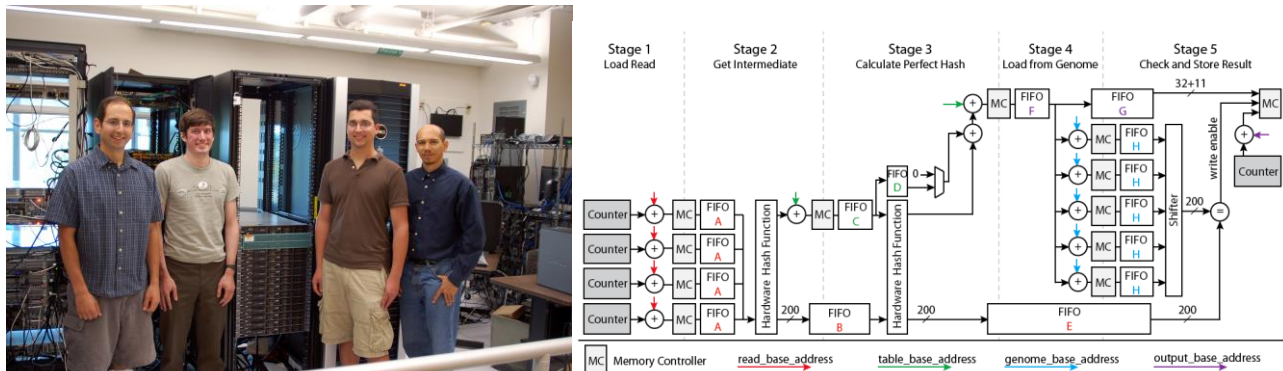 Stage 1
Load Read
Stage 2
Get Intermediate
Stage 3
Calculate Perfect Hash
Stage 4
Load from Genome
Stage 5
Check and Store Result
32+11
MC
FIFO
F
FIFO
G
MC
MC
FIFO
H
MC
FIFO
H
MC
FIFO
H
MC
FIFO
H
MC
FIFO
H
Shifter
200
write enable
=
Counter
FIFO
D
0
Counter
MC
FIFO
A
Counter
MC
FIFO
A
Counter
MC
FIFO
A
Counter
MC
FIFO
A
Hardware Hash Function
MC
FIFO
C
Hardware Hash Function
200
FIFO
B
200
FIFO
E
200
MC
Memory Controller
read_base_address
table_base_address
genome_base_address
output_base_address